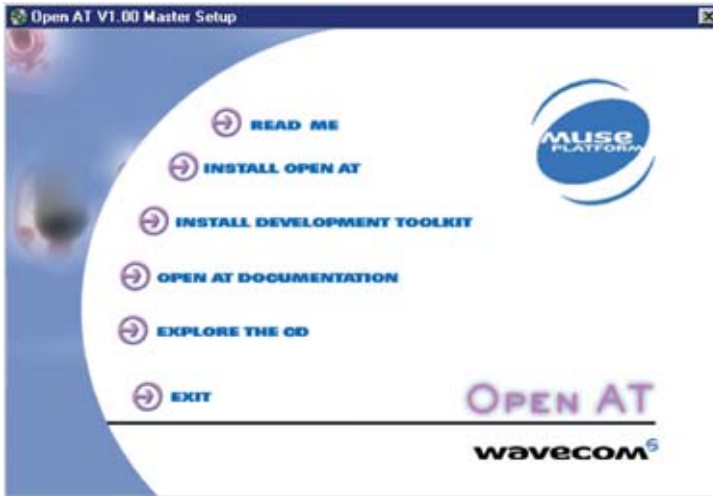 Open AT V1.00 Master Setup
MUSE
PLATFORM
READ ME
INSTALL OPEN AT
INSTALL DEVELOPMENT TOOLKIT
OPEN AT DOCUMENTATION
EXPLORE THE CD
EXIT
OPEN AT
wavecom